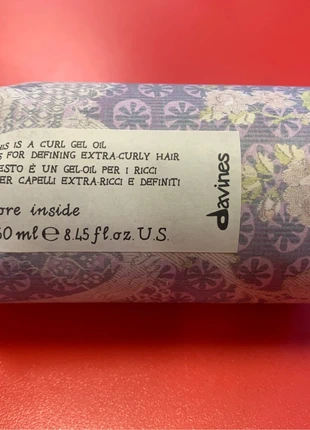 IS IS A CURL GEL OIL
S FOR DEFINING EXTRA-CURLY HAIR
ESTO È UN GEL-OLIO PER I RICCI
ER CAPELLI EXTRA-RICCI E DEFINITI
ore inside
50 ml ℮ 8.45 fl.oz. U.S.
davines